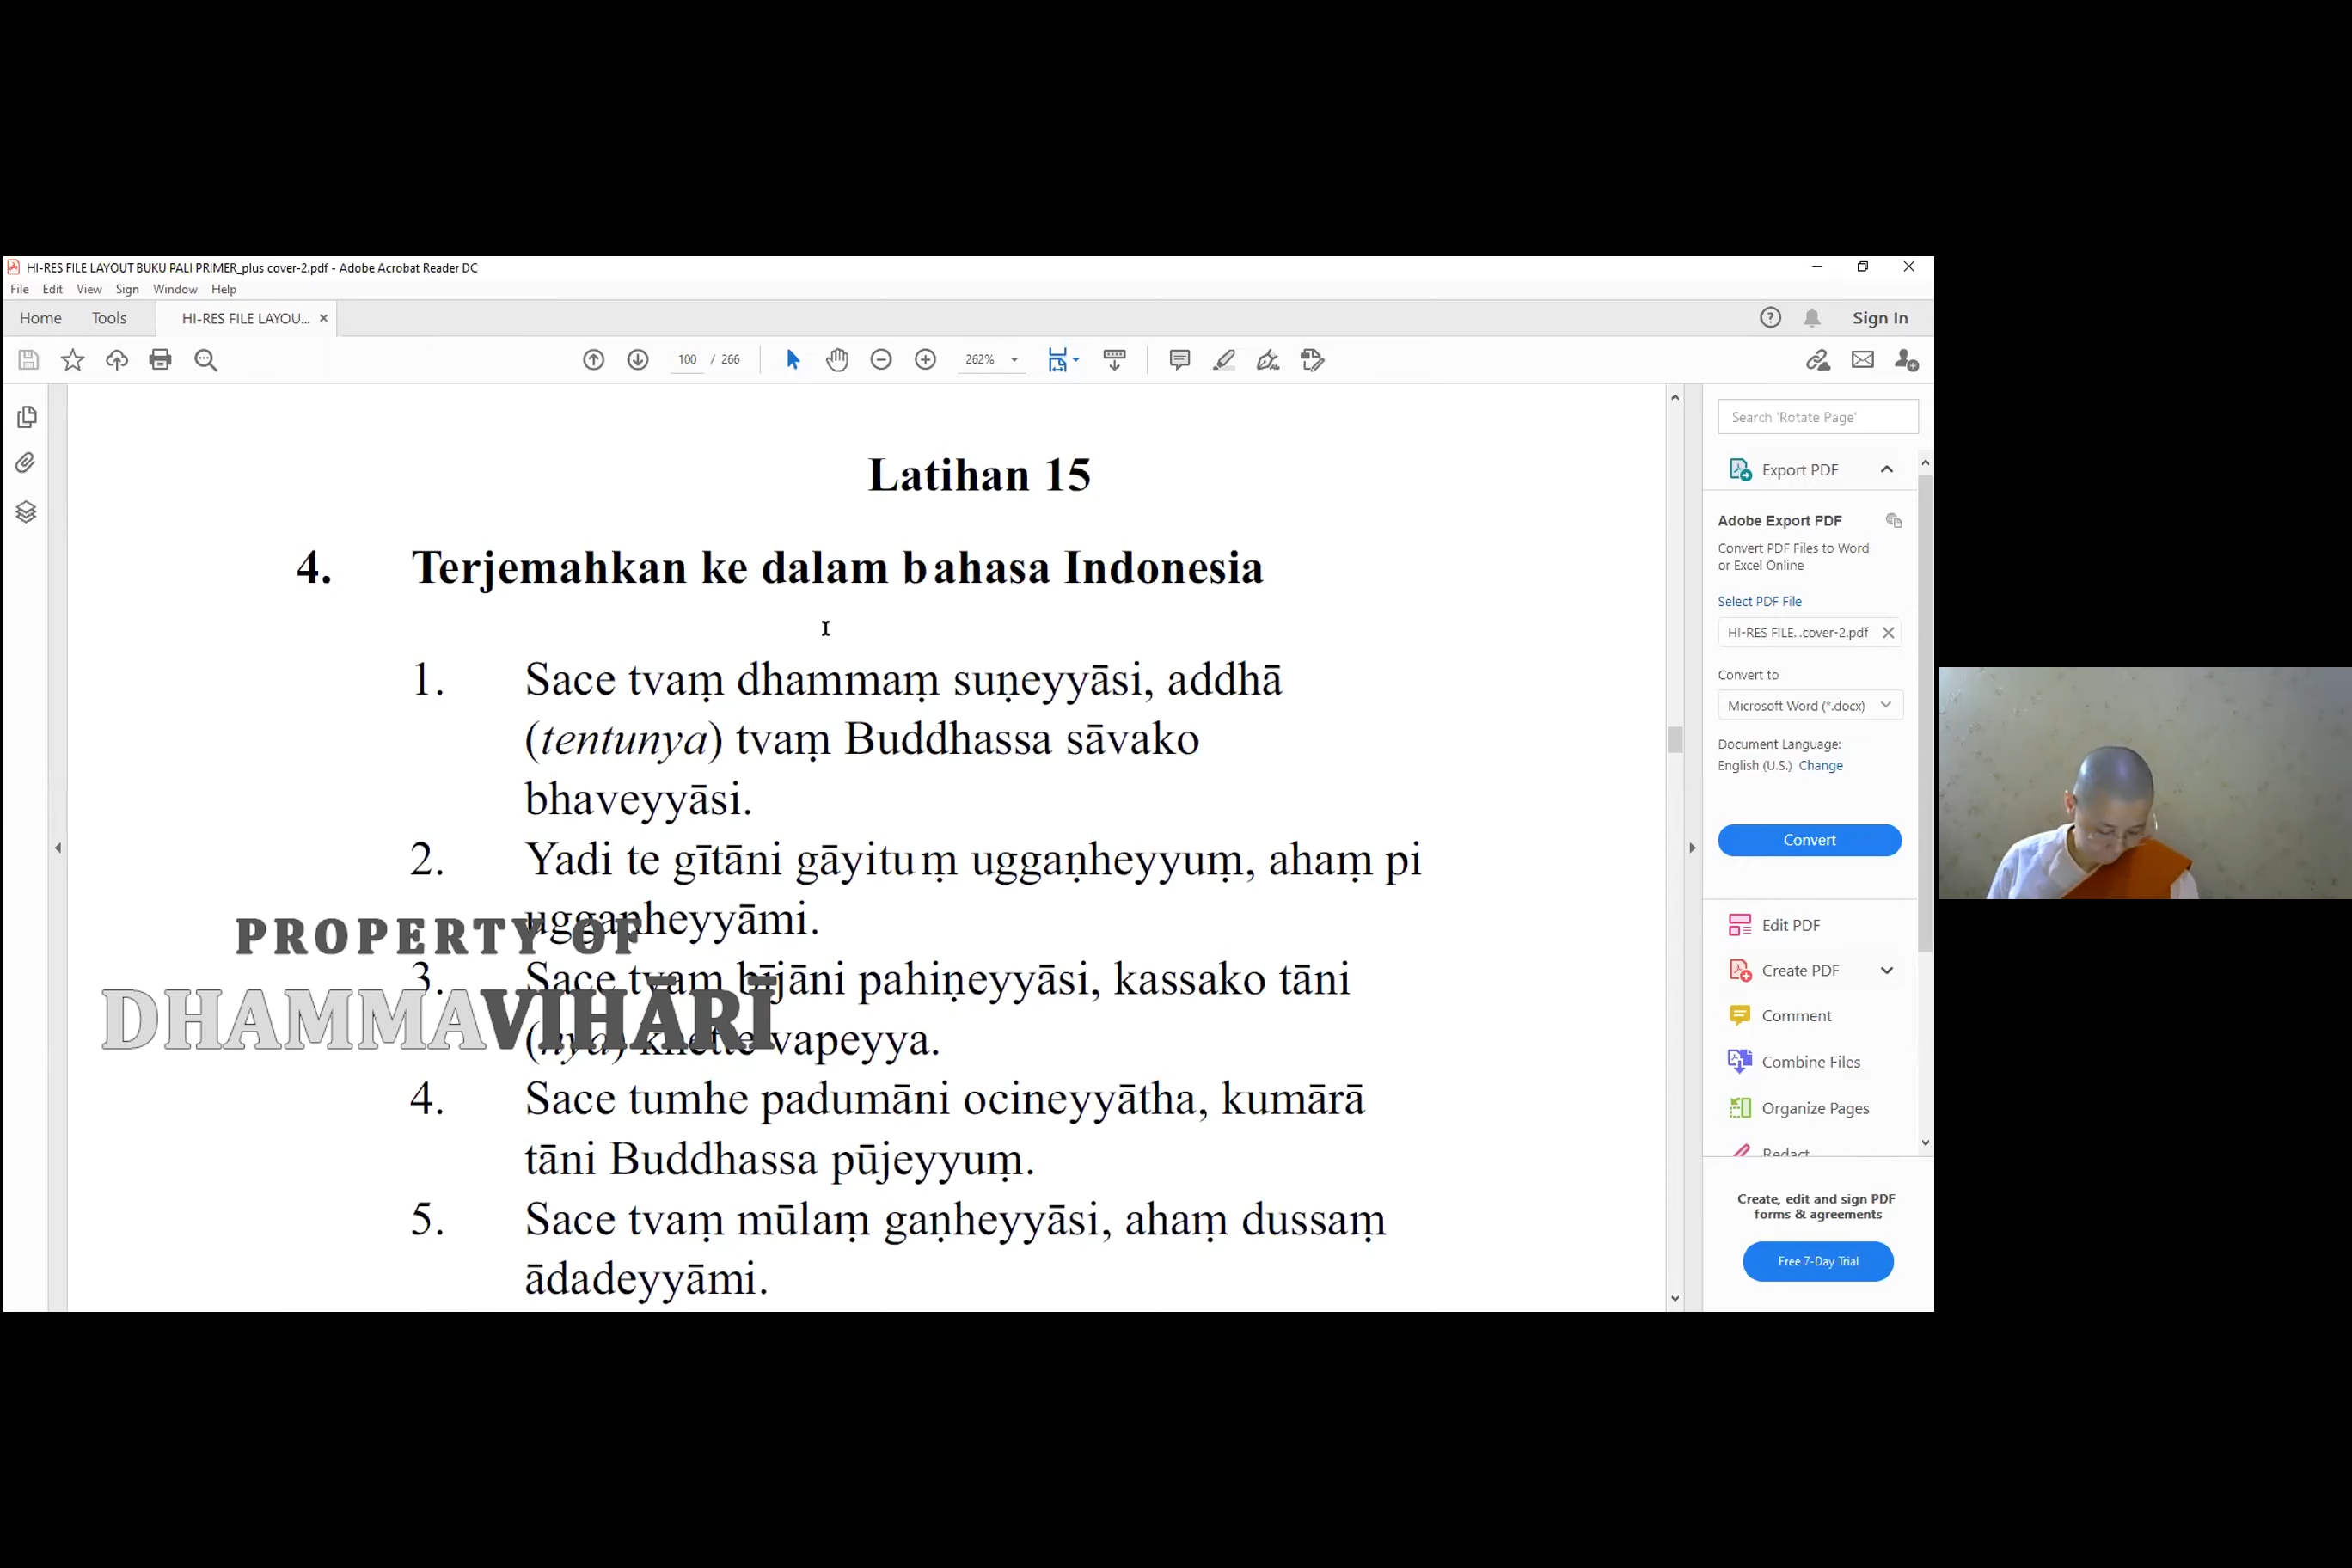 HI-RES FILE LAYOUT BUKU PALI PRIMER_plus cover-2.pdf - Adobe Acrobat Reader DC
File Edit View Sign Window Help
Home Tools HI-RES FILE LAYOU... × Sign In
100 / 266 262%
Search 'Rotate Page'
Export PDF
Adobe Export PDF
Convert PDF Files to Word
or Excel Online
Select PDF File
HI-RES FILE...cover-2.pdf
Convert to
Microsoft Word (*.docx)
Document Language:
English (U.S.) Change
Convert
Edit PDF
Create PDF
Comment
Combine Files
Organize Pages
Redact
Create, edit and sign PDF
forms & agreements
Free 7-Day Trial
Latihan 15
4. Terjemahkan ke dalam bahasa Indonesia
1. Sace tvaṃ dhammaṃ suṇeyyāsi, addhā
(tentunya) tvaṃ Buddhassa sāvako
bhaveyyāsi.
2. Yadi te gītāni gāyituṃ uggaṇheyyuṃ, ahaṃ pi
uggaṇheyyāmi.
3. Sace tvaṃ bījāni pahiṇeyyāsi, kassako tāni
(nya) khette vapeyya.
4. Sace tumhe padumāni ocineyyātha, kumārā
tāni Buddhassa pūjeyyuṃ.
5. Sace tvaṃ mūlaṃ gaṇheyyāsi, ahaṃ dussaṃ
ādadeyyāmi.
PROPERTY OF
DHAMMAVIHĀRĪ